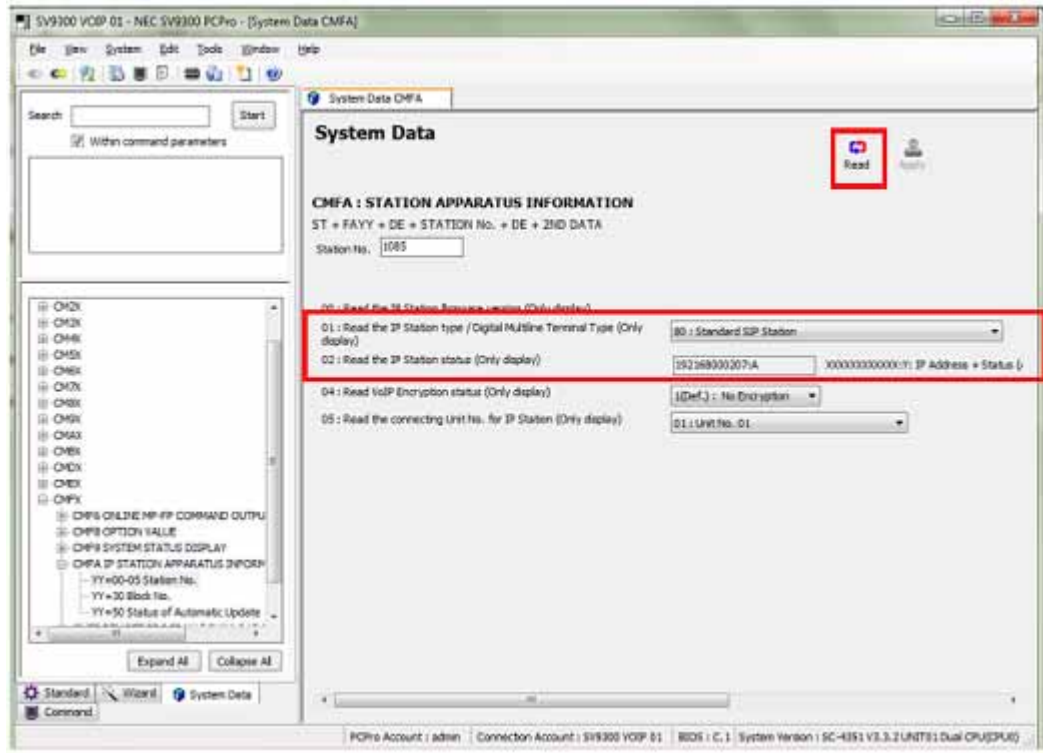 SV9300 VOIP 01 - NEC SV9300 PCPro - [System Data CMFA]
File View System Edit Tools Window Help
System Data CMFA
Search Start
Within command parameters
System Data
Read
Apply
CMFA : STATION APPARATUS INFORMATION
ST + FAYY + DE + STATION No. + DE + 2ND DATA
Station No. 1085
00 : Read the IP Station firmware version (Only display)
01 : Read the IP Station type / Digital Multiline Terminal Type (Only
display)
80 : Standard SIP Station
02 : Read the IP Station status (Only display)
192168000207:A
XXXXXXXXXXXX:Y: IP Address + Status (
04 : Read VoIP Encryption status (Only display)
1(Def.) : No Encryption
05 : Read the connecting Unit No. for IP Station (Only display)
01 : Unit No. 01
CM2X
CM3X
CM4X
CM5X
CM6X
CM7X
CM8X
CM9X
CMAX
CMBX
CMDX
CMEX
CMFX
CMF6 ONLINE MP-FP COMMAND OUTPU
CMF8 OPTION VALUE
CMF9 SYSTEM STATUS DISPLAY
CMFA IP STATION APPARATUS INFORM
YY=00-05 Station No.
YY=30 Block No.
YY=50 Status of Automatic Update
Expand All Collapse All
Standard Wizard System Data
Command
PCPro Account : admin Connection Account : SV9300 VOIP 01 BIOS : C.1 System Version : SC-4351 V3.3.2 UNIT01 Dual CPU(CPU0)